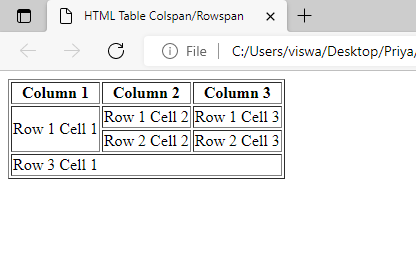 HTML Table Colspan/Rowspan
File | C:/Users/viswa/Desktop/Priya/
Column 1 Column 2 Column 3
Row 1 Cell 1 Row 1 Cell 2 Row 1 Cell 3
Row 2 Cell 2 Row 2 Cell 3
Row 3 Cell 1